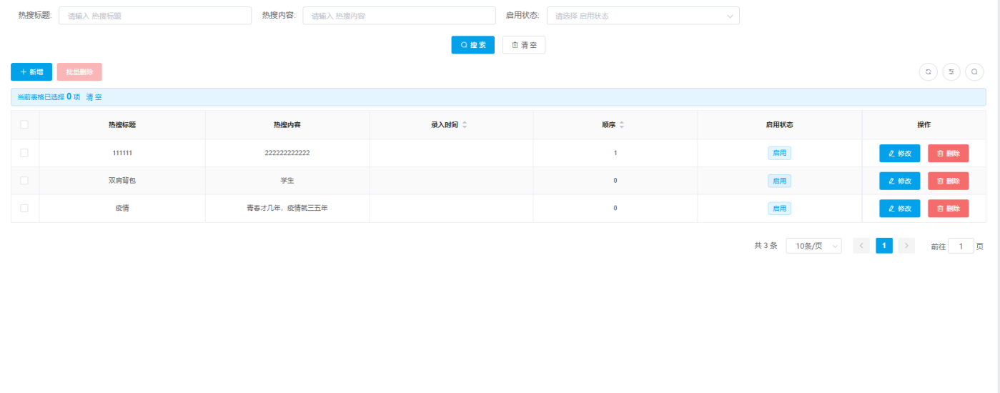 热搜标题: 请输入 热搜标题 热搜内容: 请输入 热搜内容 启用状态: 请选择 启用状态
搜 索 清 空
新增 批量删除
当前表格已选择 0 项 清 空
热搜标题 热搜内容 录入时间 顺序 启用状态 操作
111111 222222222222 1 启用 修改 删除
双肩背包 学生 0 启用 修改 删除
疫情 青春才几年，疫情就三五年 0 启用 修改 删除
共 3 条 10条/页 1 前往 1 页